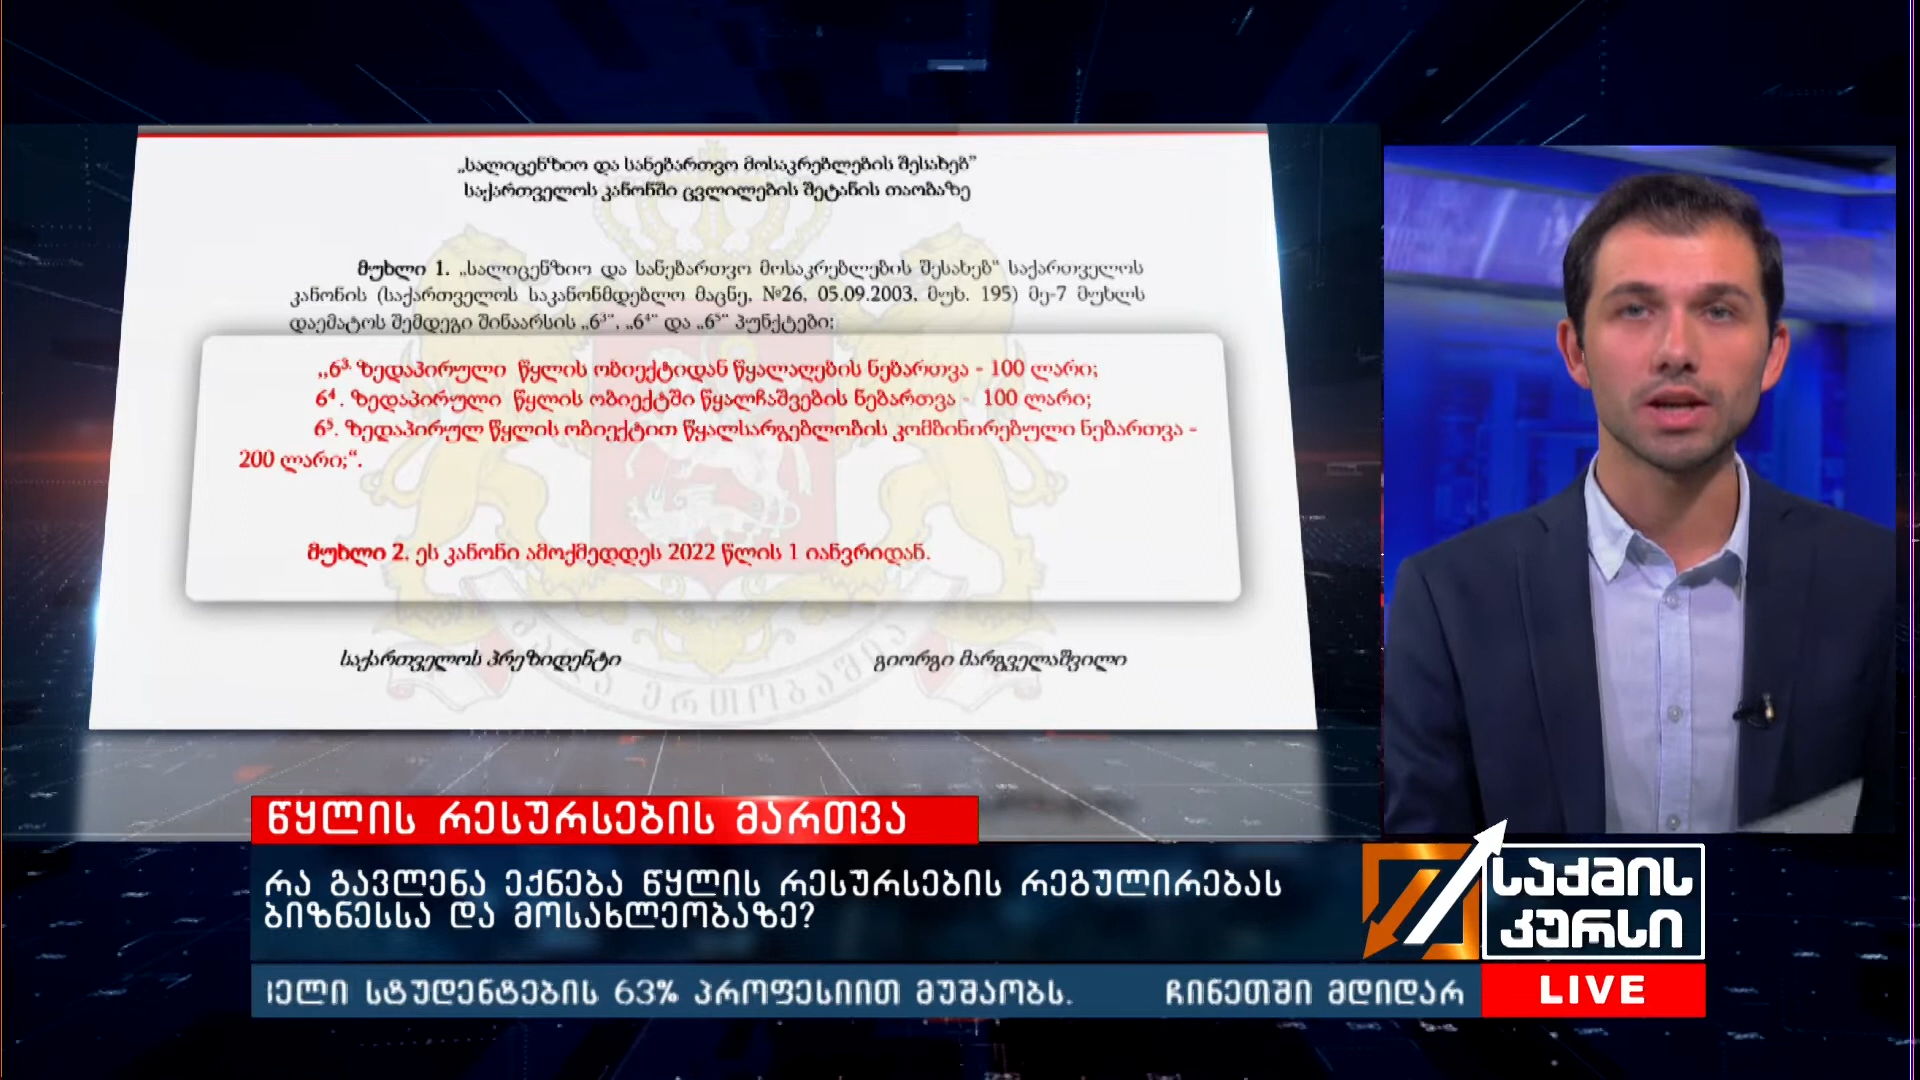 „სალიცენზიო და სანებართვო მოსაკრებლების შესახებ”
საქართველოს კანონში ცვლილების შეტანის თაობაზე
მუხლი 1. „სალიცენზიო და სანებართვო მოსაკრებლების შესახებ“ საქართველოს
კანონის (საქართველოს საკანონმდებლო მაცნე, №26, 05.09.2003, მუხ. 195) მე-7 მუხლს
დაემატოს შემდეგი შინაარსის „6³“, „6⁴“ და „6⁵“ პუნქტები:
„6³. ზედაპირული წყლის ობიექტიდან წყალაღების ნებართვა - 100 ლარი;
6⁴. ზედაპირული წყლის ობიექტში წყალჩაშვების ნებართვა - 100 ლარი;
6⁵. ზედაპირულ წყლის ობიექტით წყალსარგებლობის კომბინირებული ნებართვა -
200 ლარი;“.
მუხლი 2. ეს კანონი ამოქმედდეს 2022 წლის 1 იანვრიდან.
საქართველოს პრეზიდენტი გიორგი მარგველაშვილი
ძალა ერთობაშია
წყლის რესურსების მართვა
რა გავლენა ექნება წყლის რესურსების რეგულირებას
ბიზნესსა და მოსახლეობაზე?
საქმის
კურსი
ელი სტუდენტების 63% პროფესიით მუშაობს. ჩინეთში მდიდარ
LIVE